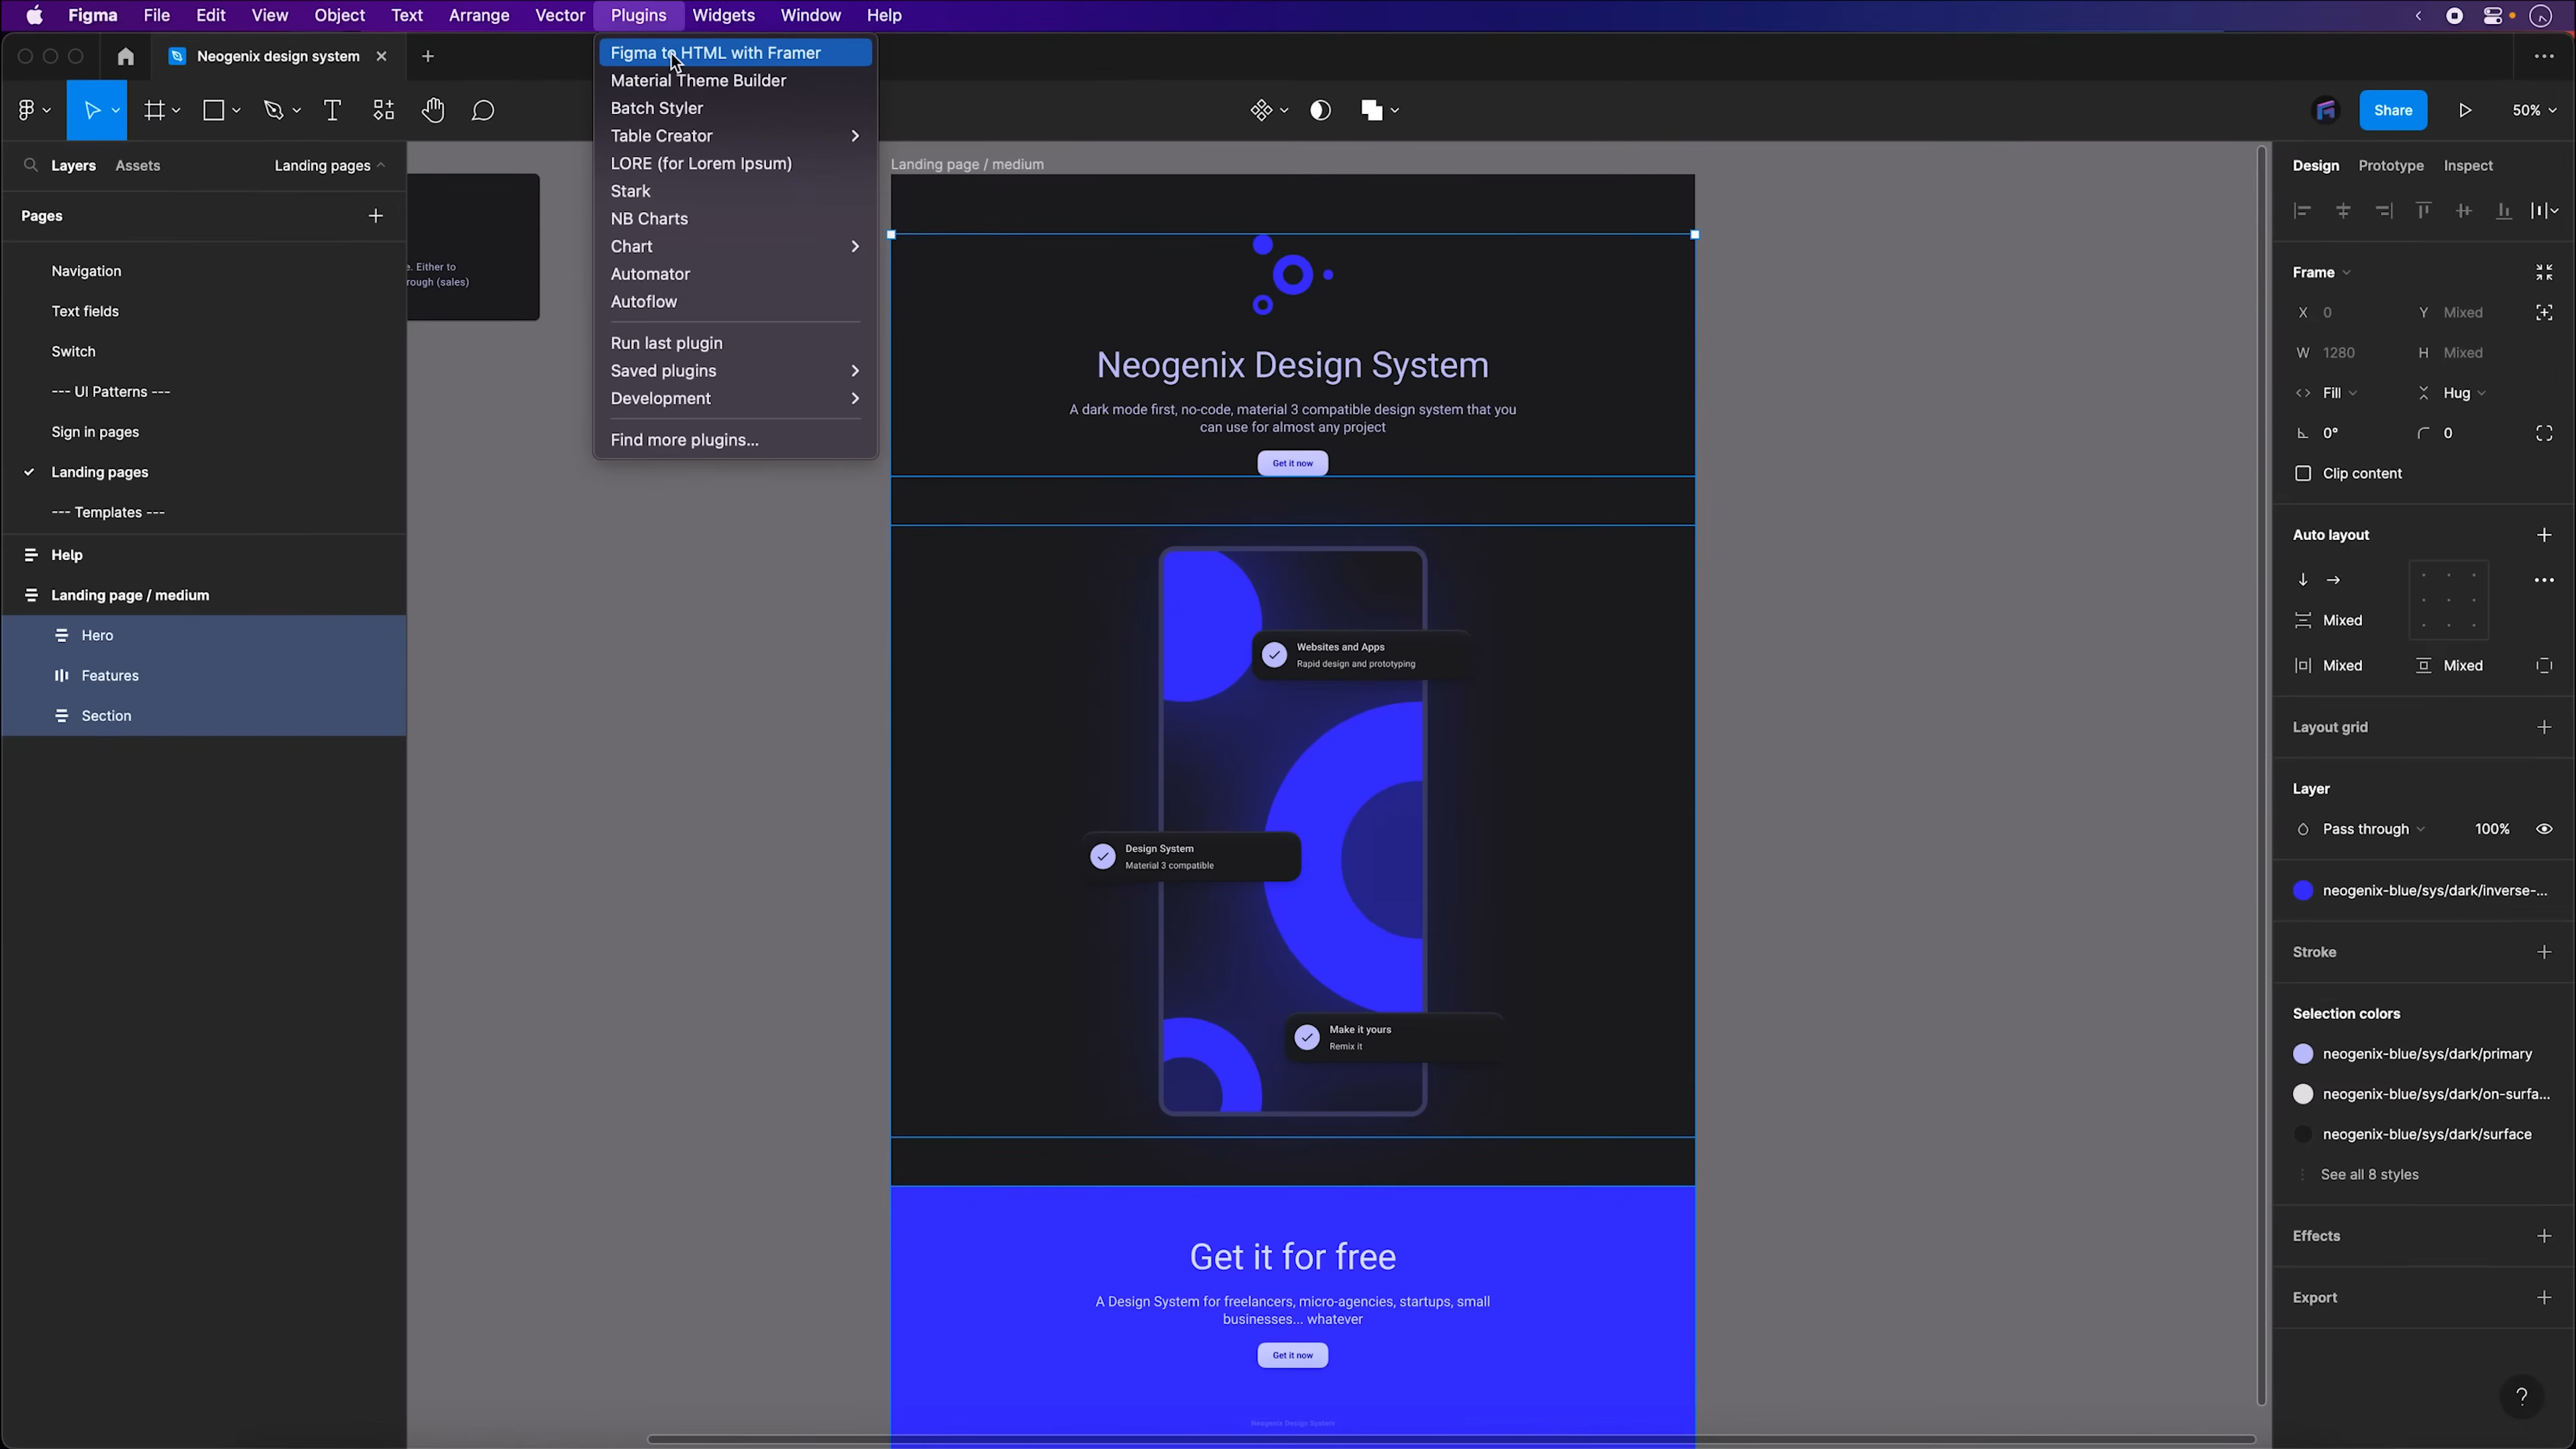 Figma File Edit View Object Text Arrange Vector Plugins Widgets Window Help
Neogenix design system
Share
50%
Layers Assets Landing pages
Pages
Navigation
Text fields
Switch
--- UI Patterns ---
Sign in pages
Landing pages
--- Templates ---
Help
Landing page / medium
Hero
Features
Section
e. Either to
rough (sales)
Figma to HTML with Framer
Material Theme Builder
Batch Styler
Table Creator
LORE (for Lorem Ipsum)
Stark
NB Charts
Chart
Automator
Autoflow
Run last plugin
Saved plugins
Development
Find more plugins...
Landing page / medium
Neogenix Design System
A dark mode first, no-code, material 3 compatible design system that you
can use for almost any project
Get it now
Websites and Apps
Rapid design and prototyping
Design System
Material 3 compatible
Make it yours
Remix it
Get it for free
A Design System for freelancers, micro-agencies, startups, small
businesses... whatever
Get it now
Neogenix Design System
Design Prototype Inspect
Frame
X 0 Y Mixed
W 1280 H Mixed
Fill Hug
0° 0
Clip content
Auto layout
Mixed
Mixed Mixed
Layout grid
Layer
Pass through 100%
neogenix-blue/sys/dark/inverse-...
Stroke
Selection colors
neogenix-blue/sys/dark/primary
neogenix-blue/sys/dark/on-surfa...
neogenix-blue/sys/dark/surface
See all 8 styles
Effects
Export
?